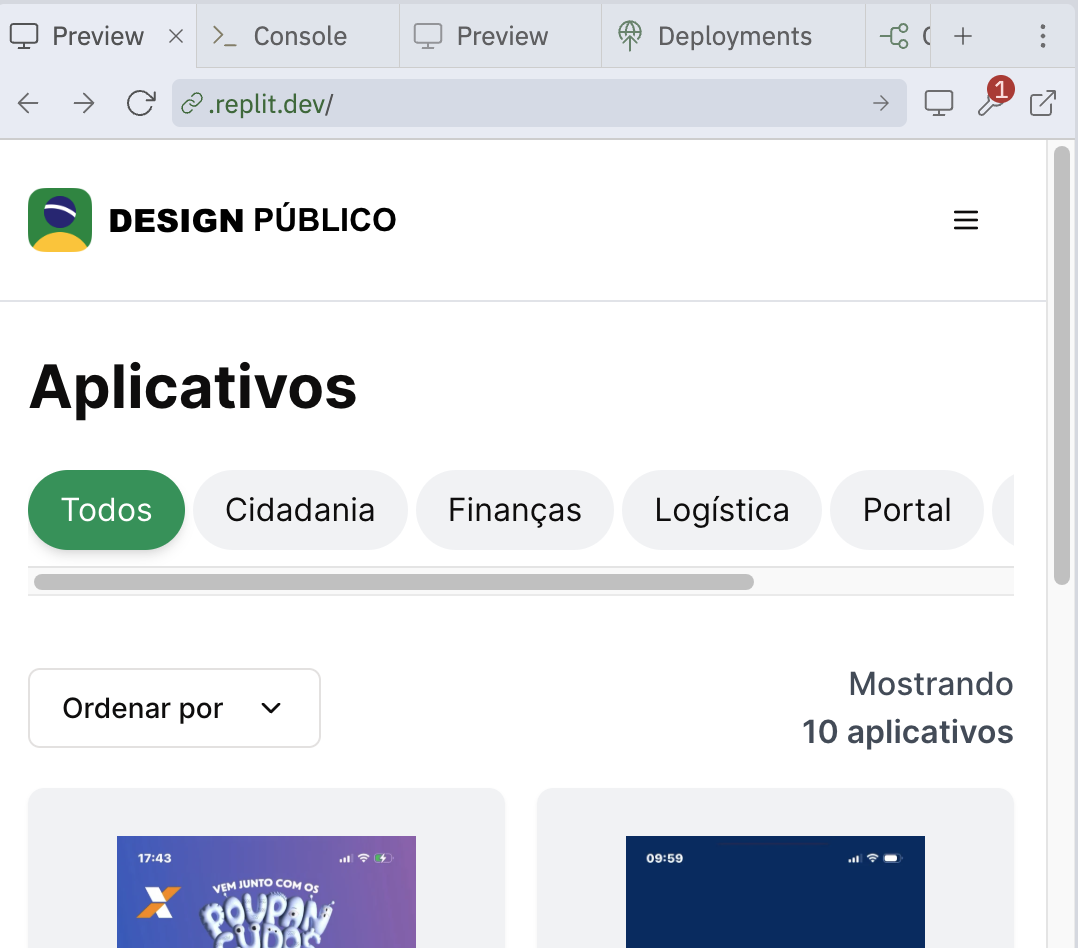 Preview
Console
Preview
Deployments
.replit.dev/
1
DESIGN PÚBLICO
Aplicativos
Todos
Cidadania
Finanças
Logística
Portal
Ordenar por
Mostrando
10 aplicativos
17:43
VEM JUNTO COM OS
POUPAN
ÇUDOS
09:59